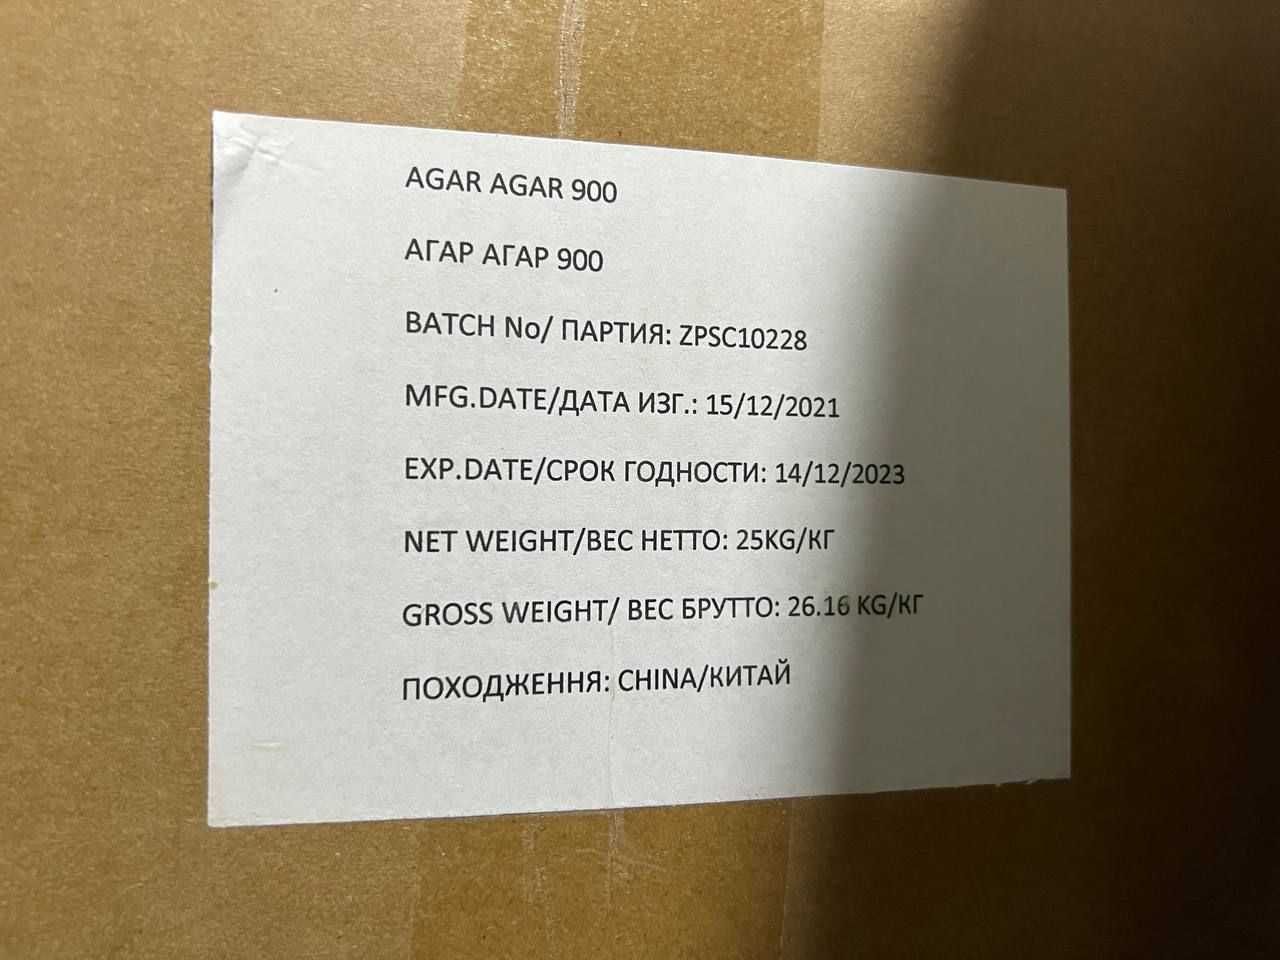 AGAR AGAR 900
АГАР АГАР 900
BATCH No/ ПАРТИЯ: ZPSC10228
MFG.DATE/ДАТА ИЗГ.: 15/12/2021
EXP.DATE/СРОК ГОДНОСТИ: 14/12/2023
NET WEIGHT/ВЕС НЕТТО: 25KG/КГ
GROSS WEIGHT/ ВЕС БРУТТО: 26.16 KG/КГ
ПОХОДЖЕННЯ: CHINA/КИТАЙ